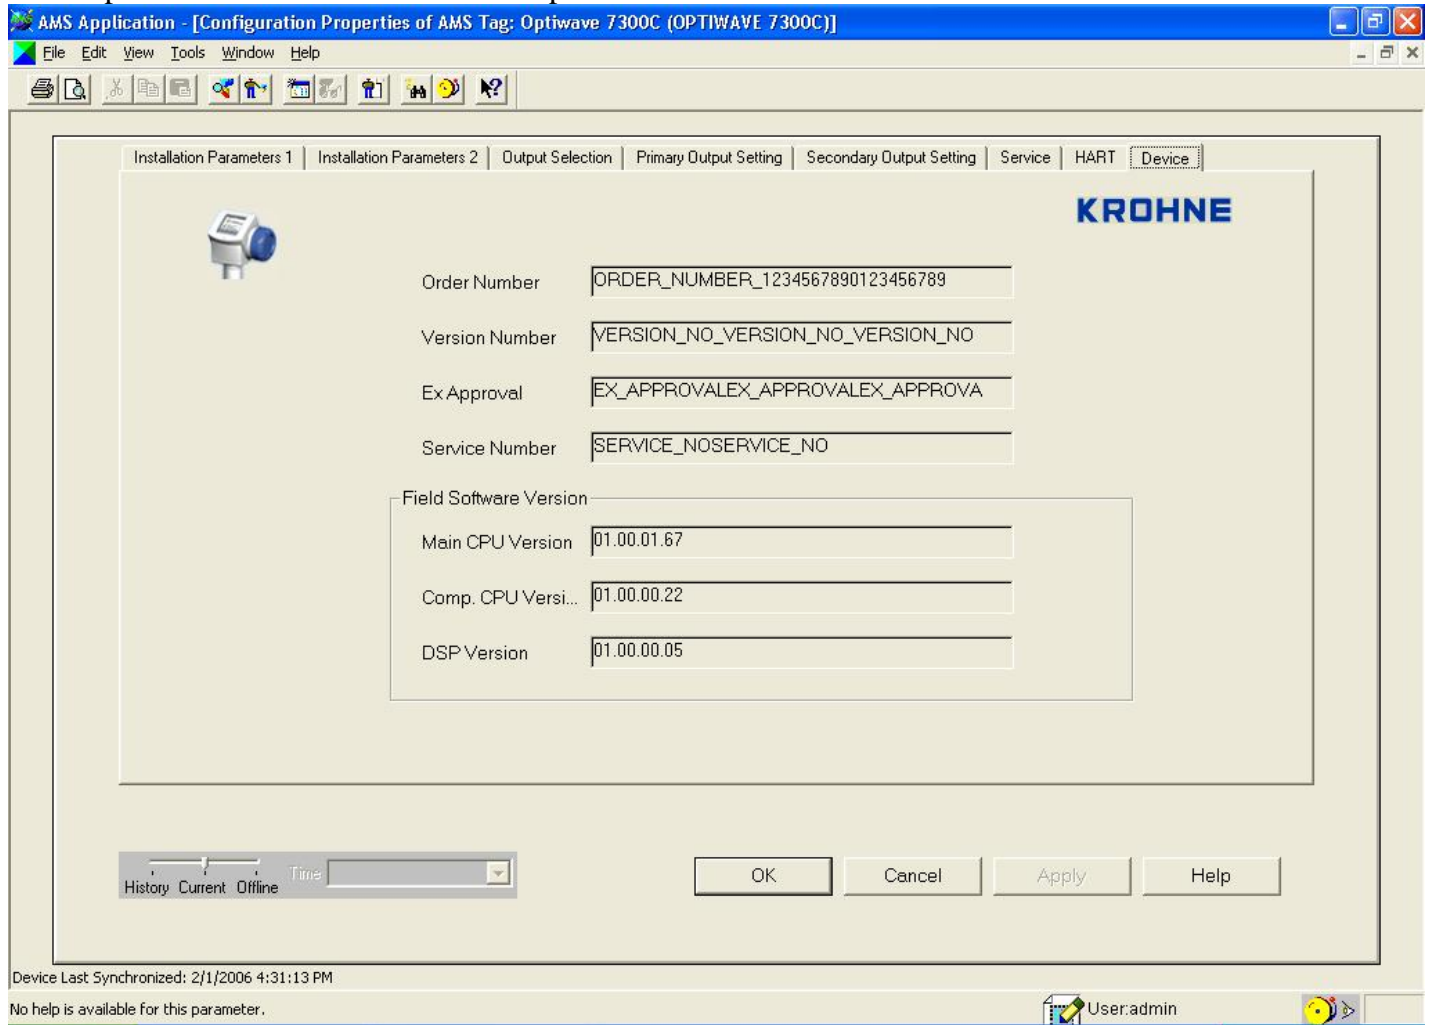 AMS Application - [Configuration Properties of AMS Tag: Optiwave 7300C (OPTIWAVE 7300C)]
File Edit View Tools Window Help
Installation Parameters 1 Installation Parameters 2 Output Selection Primary Output Setting Secondary Output Setting Service HART Device
KROHNE
Order Number ORDER_NUMBER_1234567890123456789
Version Number VERSION_NO_VERSION_NO_VERSION_NO
Ex Approval EX_APPROVALEX_APPROVALEX_APPROVA
Service Number SERVICE_NOSERVICE_NO
Field Software Version
Main CPU Version 01.00.01.67
Comp. CPU Versi... 01.00.00.22
DSP Version 01.00.00.05
Time
History Current Offline
OK Cancel Apply Help
Device Last Synchronized: 2/1/2006 4:31:13 PM
No help is available for this parameter. User:admin